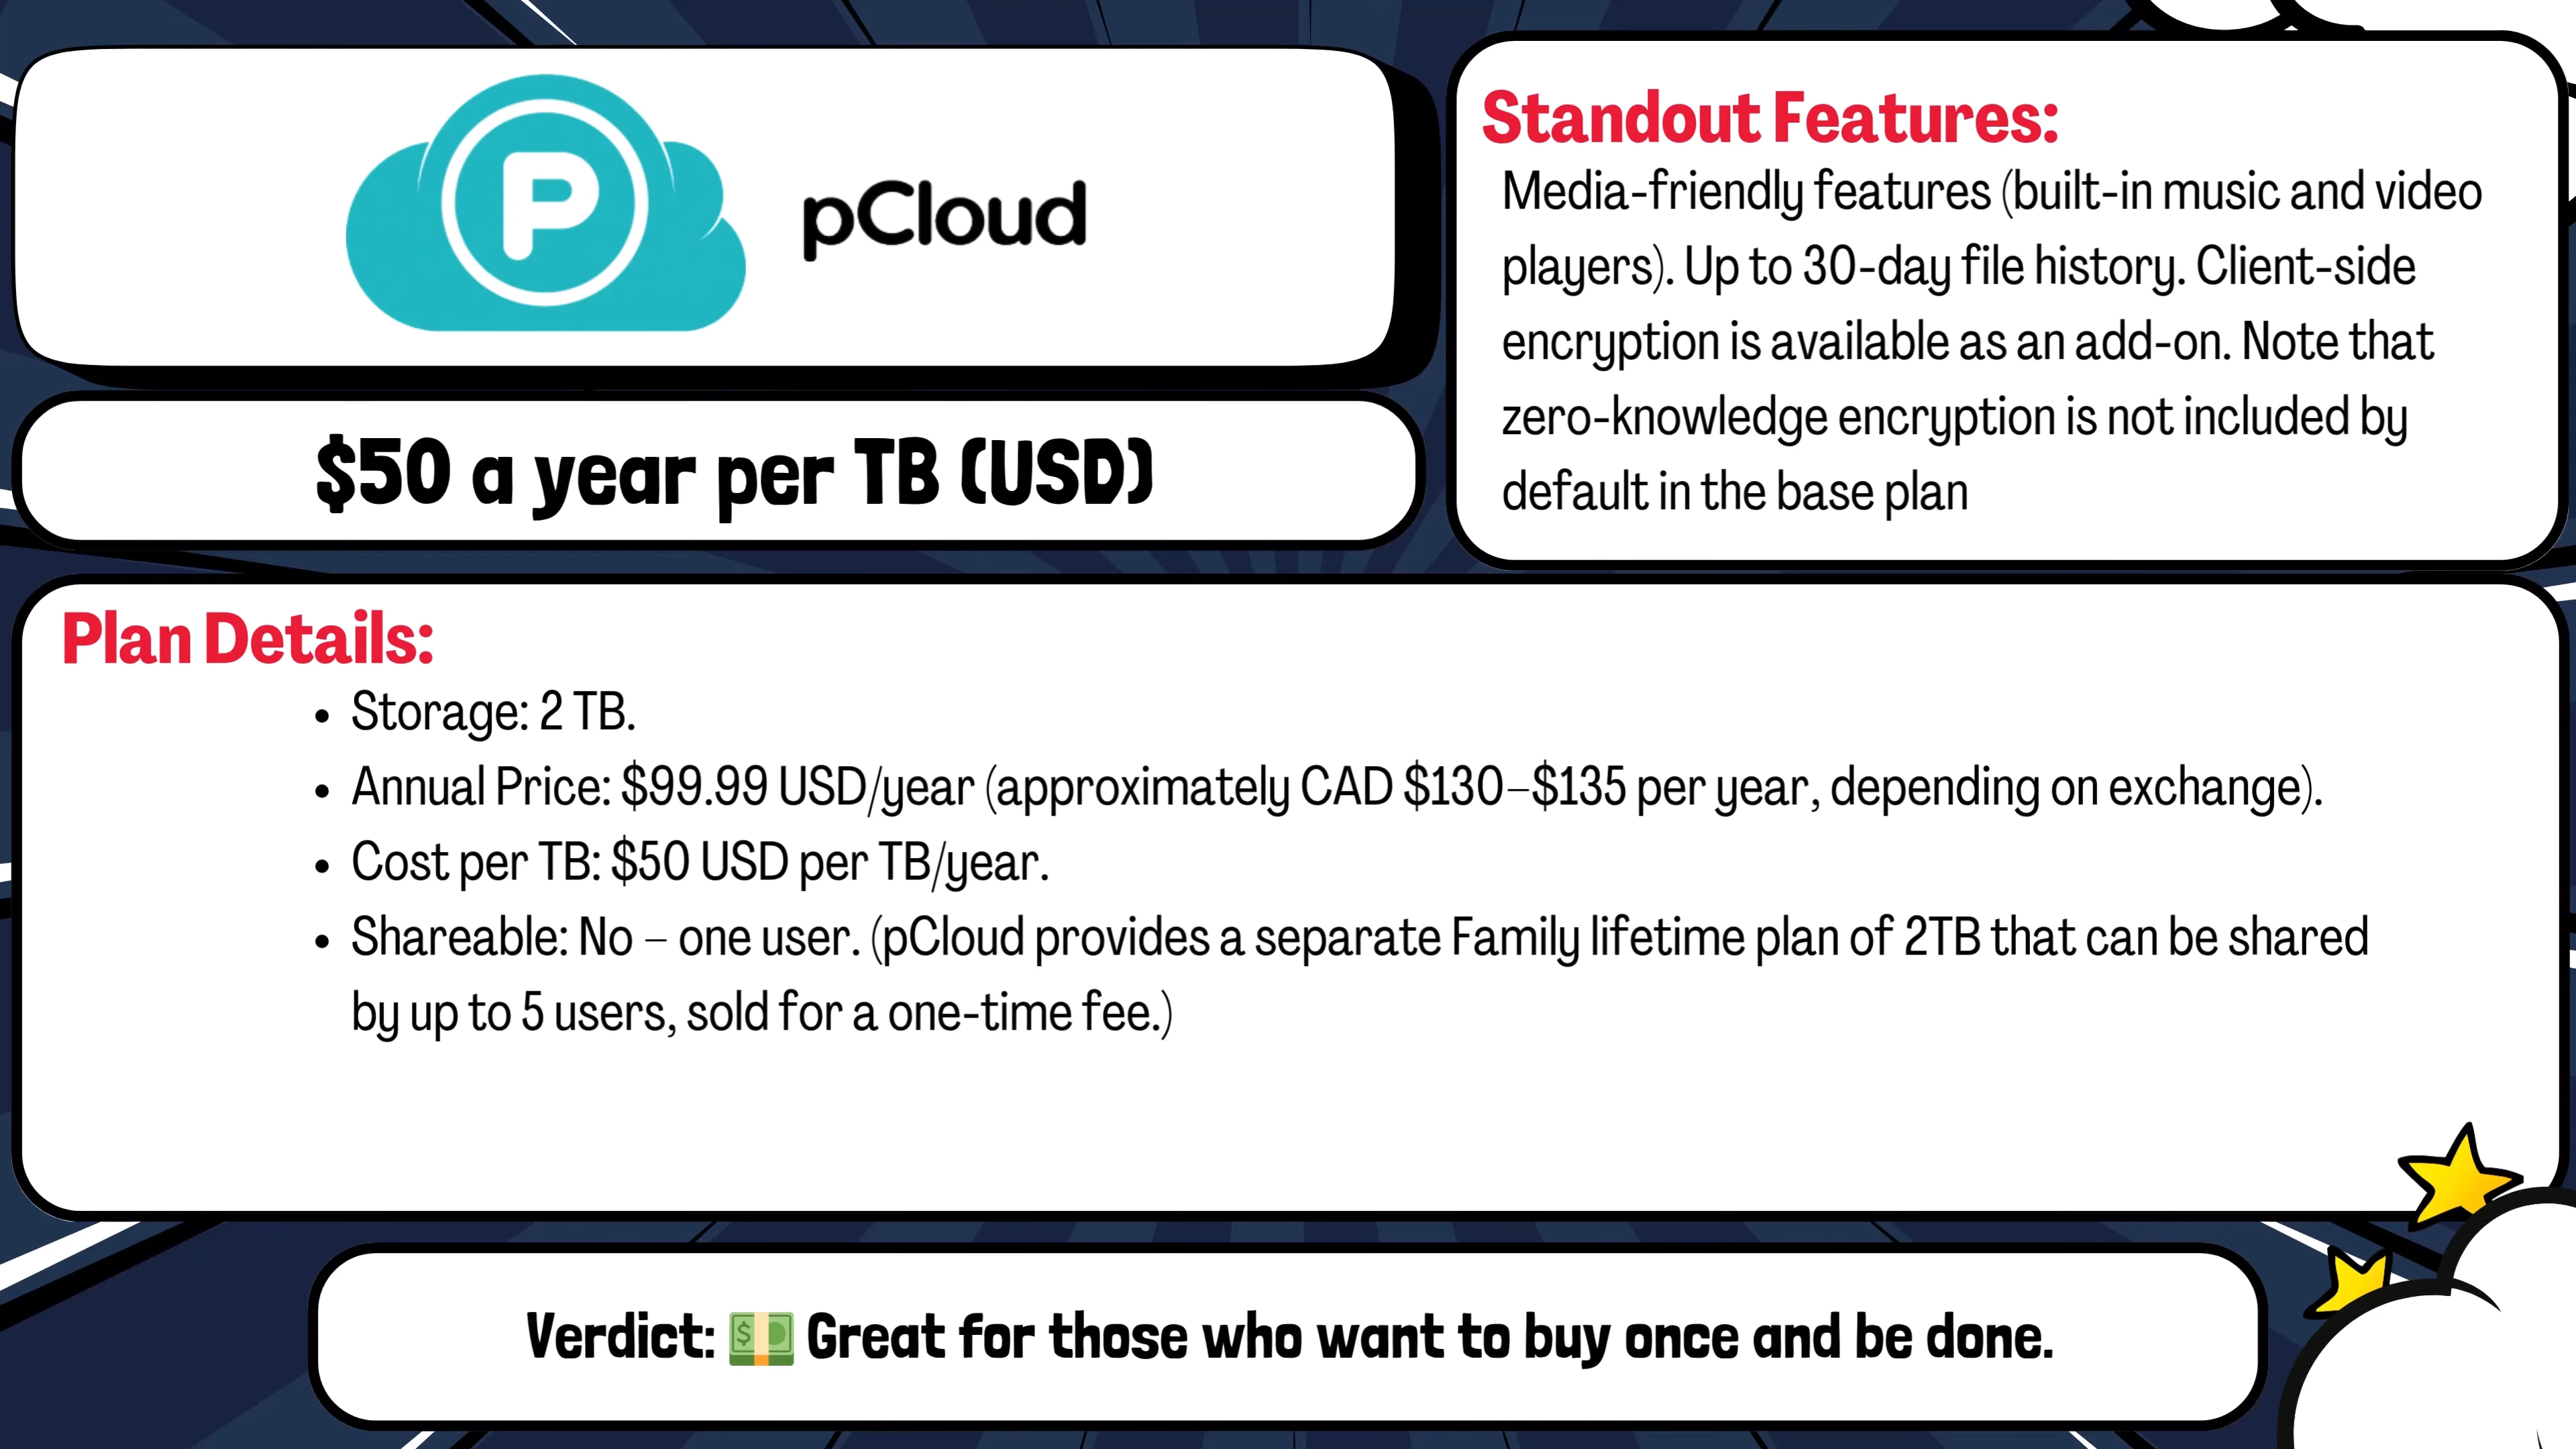 P
pCloud
$50 a year per TB (USD)
Standout Features:
Media-friendly features (built-in music and video
players). Up to 30-day file history. Client-side
encryption is available as an add-on. Note that
zero-knowledge encryption is not included by
default in the base plan
Plan Details:
• Storage: 2 TB.
• Annual Price: $99.99 USD/year (approximately CAD $130–$135 per year, depending on exchange).
• Cost per TB: $50 USD per TB/year.
• Shareable: No – one user. (pCloud provides a separate Family lifetime plan of 2TB that can be shared
by up to 5 users, sold for a one-time fee.)
Verdict: 💵 Great for those who want to buy once and be done.